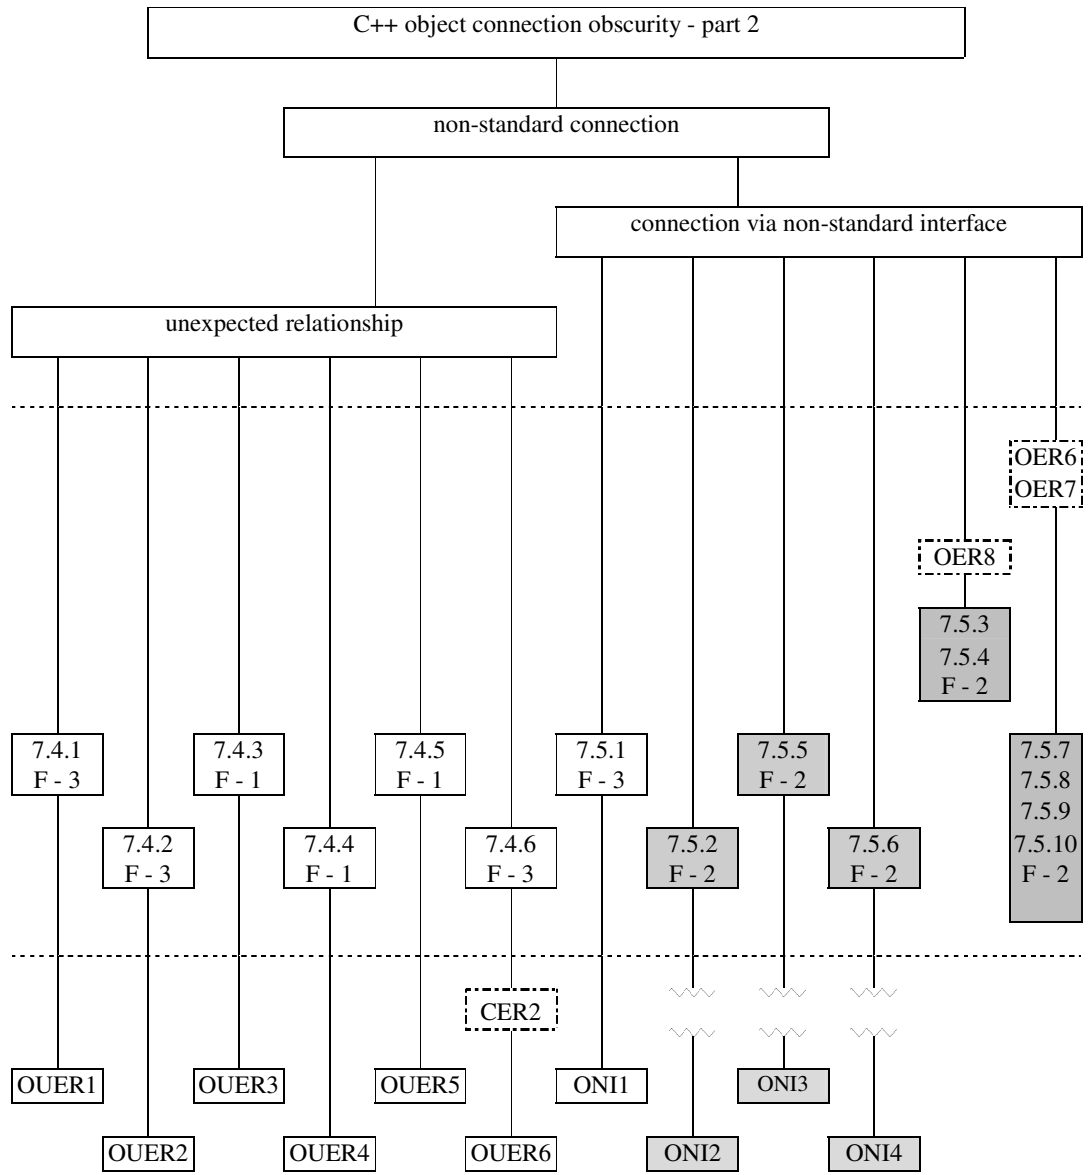 C++ object connection obscurity - part 2
non-standard connection
connection via non-standard interface
unexpected relationship
OER6
OER7
OER8
7.5.3
7.5.4
F - 2
7.4.1
F - 3
7.4.3
F - 1
7.4.5
F - 1
7.5.1
F - 3
7.5.5
F - 2
7.5.7
7.5.8
7.5.9
7.5.10
F - 2
7.4.2
F - 3
7.4.4
F - 1
7.4.6
F - 3
7.5.2
F - 2
7.5.6
F - 2
CER2
OUER1
OUER3
OUER5
ONI1
ONI3
OUER2
OUER4
OUER6
ONI2
ONI4